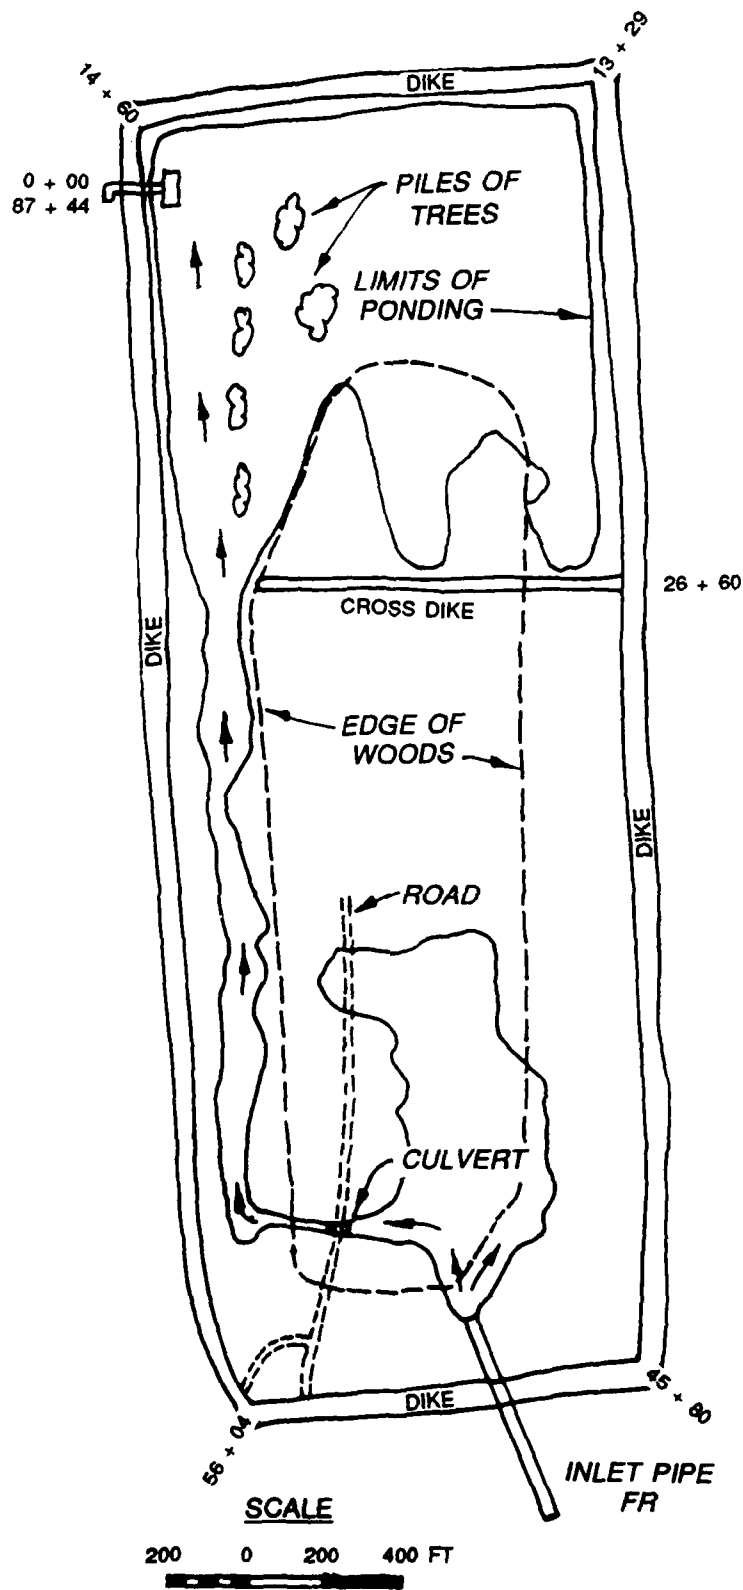 14 + 60
DIKE
13 + 29
0 + 00
87 + 44
PILES OF
TREES
LIMITS OF
PONDING
26 + 60
CROSS DIKE
DIKE
EDGE OF
WOODS
DIKE
ROAD
CULVERT
45 + 80
DIKE
56 + 04
INLET PIPE
FR
SCALE
200 0 200 400 FT